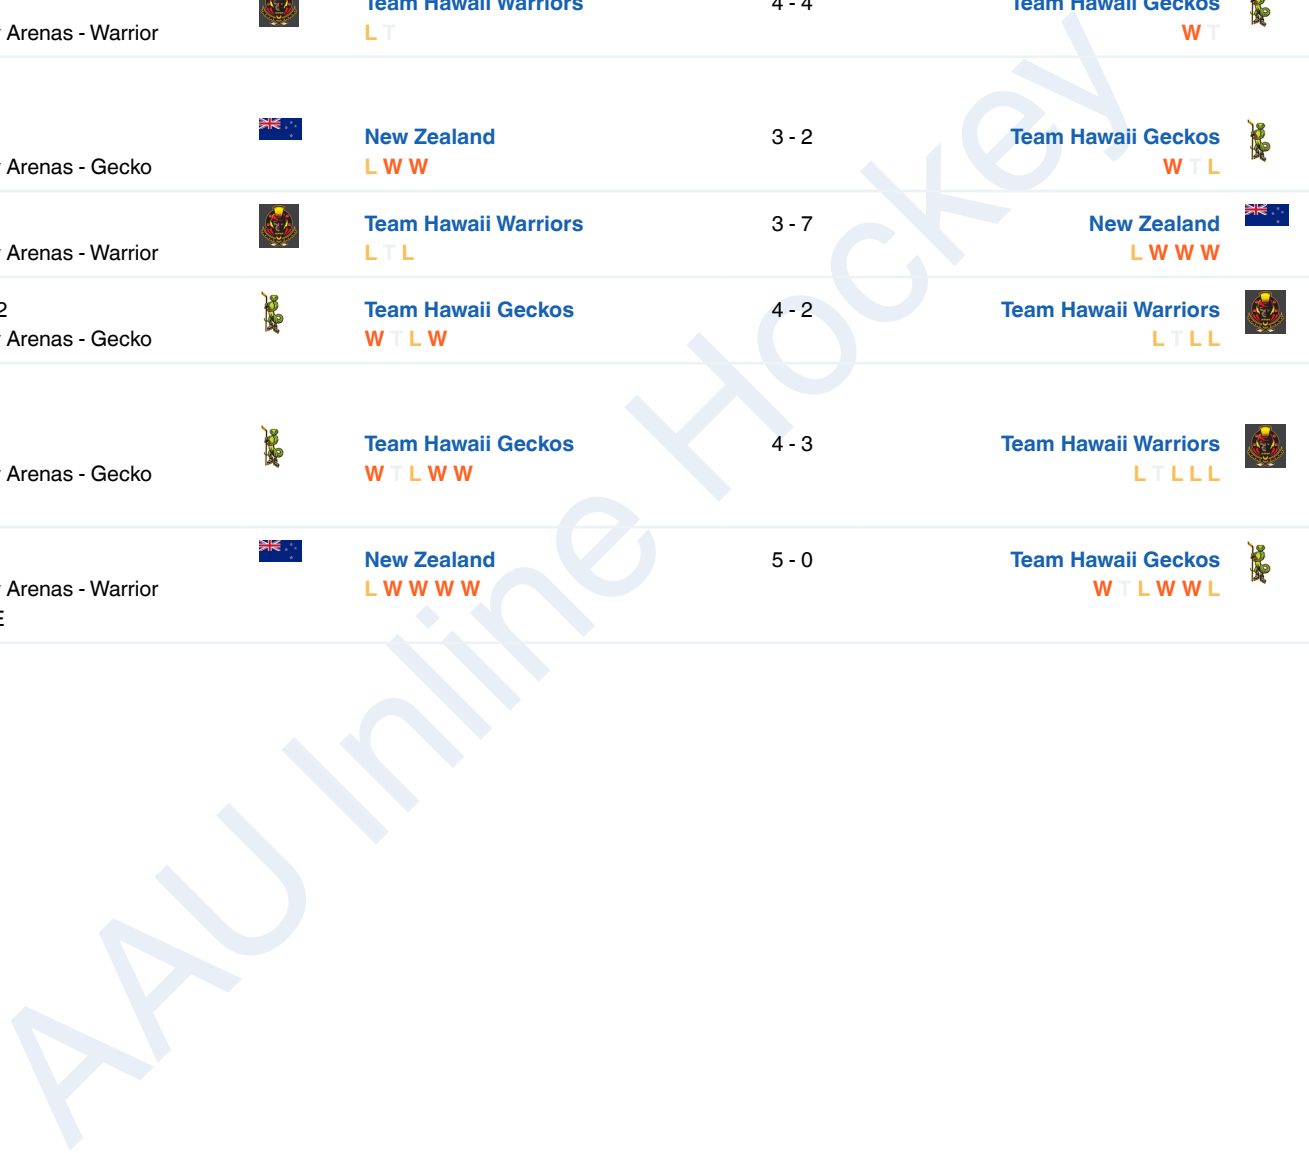 Team Hawaii Warriors 4 - 4 Team Hawaii Geckos
Arenas - Warrior L T W T
New Zealand 3 - 2 Team Hawaii Geckos
Arenas - Gecko L W W W T L
Team Hawaii Warriors 3 - 7 New Zealand
Arenas - Warrior L T L L W W W
2 Team Hawaii Geckos 4 - 2 Team Hawaii Warriors
Arenas - Gecko W T L W L T L L
Team Hawaii Geckos 4 - 3 Team Hawaii Warriors
Arenas - Gecko W T L W W L T L L L
New Zealand 5 - 0 Team Hawaii Geckos
Arenas - Warrior L W W W W W T L W W L
E
AAU Inline Hockey